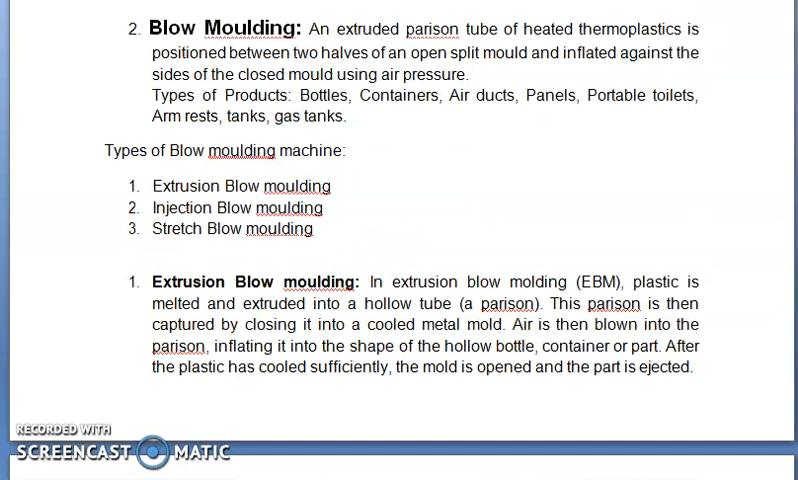 2. Blow Moulding: An extruded parison tube of heated thermoplastics is
positioned between two halves of an open split mould and inflated against the
sides of the closed mould using air pressure.
Types of Products: Bottles, Containers, Air ducts, Panels, Portable toilets,
Arm rests, tanks, gas tanks.
Types of Blow moulding machine:
1. Extrusion Blow moulding
2. Injection Blow moulding
3. Stretch Blow moulding
1. Extrusion Blow moulding: In extrusion blow molding (EBM), plastic is
melted and extruded into a hollow tube (a parison). This parison is then
captured by closing it into a cooled metal mold. Air is then blown into the
parison, inflating it into the shape of the hollow bottle, container or part. After
the plastic has cooled sufficiently, the mold is opened and the part is ejected.
RECORDED WITH
SCREENCAST MATIC